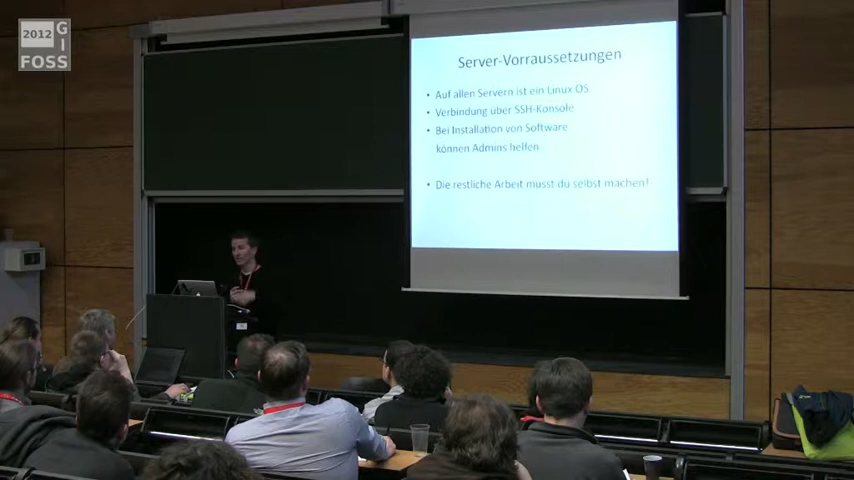 2012
G
I
FOSS
Server-Vorraussetzungen
• Auf allen Servern ist ein Linux OS
• Verbindung über SSH-Konsole
• Bei Installation von Software
können Admins helfen
• Die restliche Arbeit musst du selbst machen!